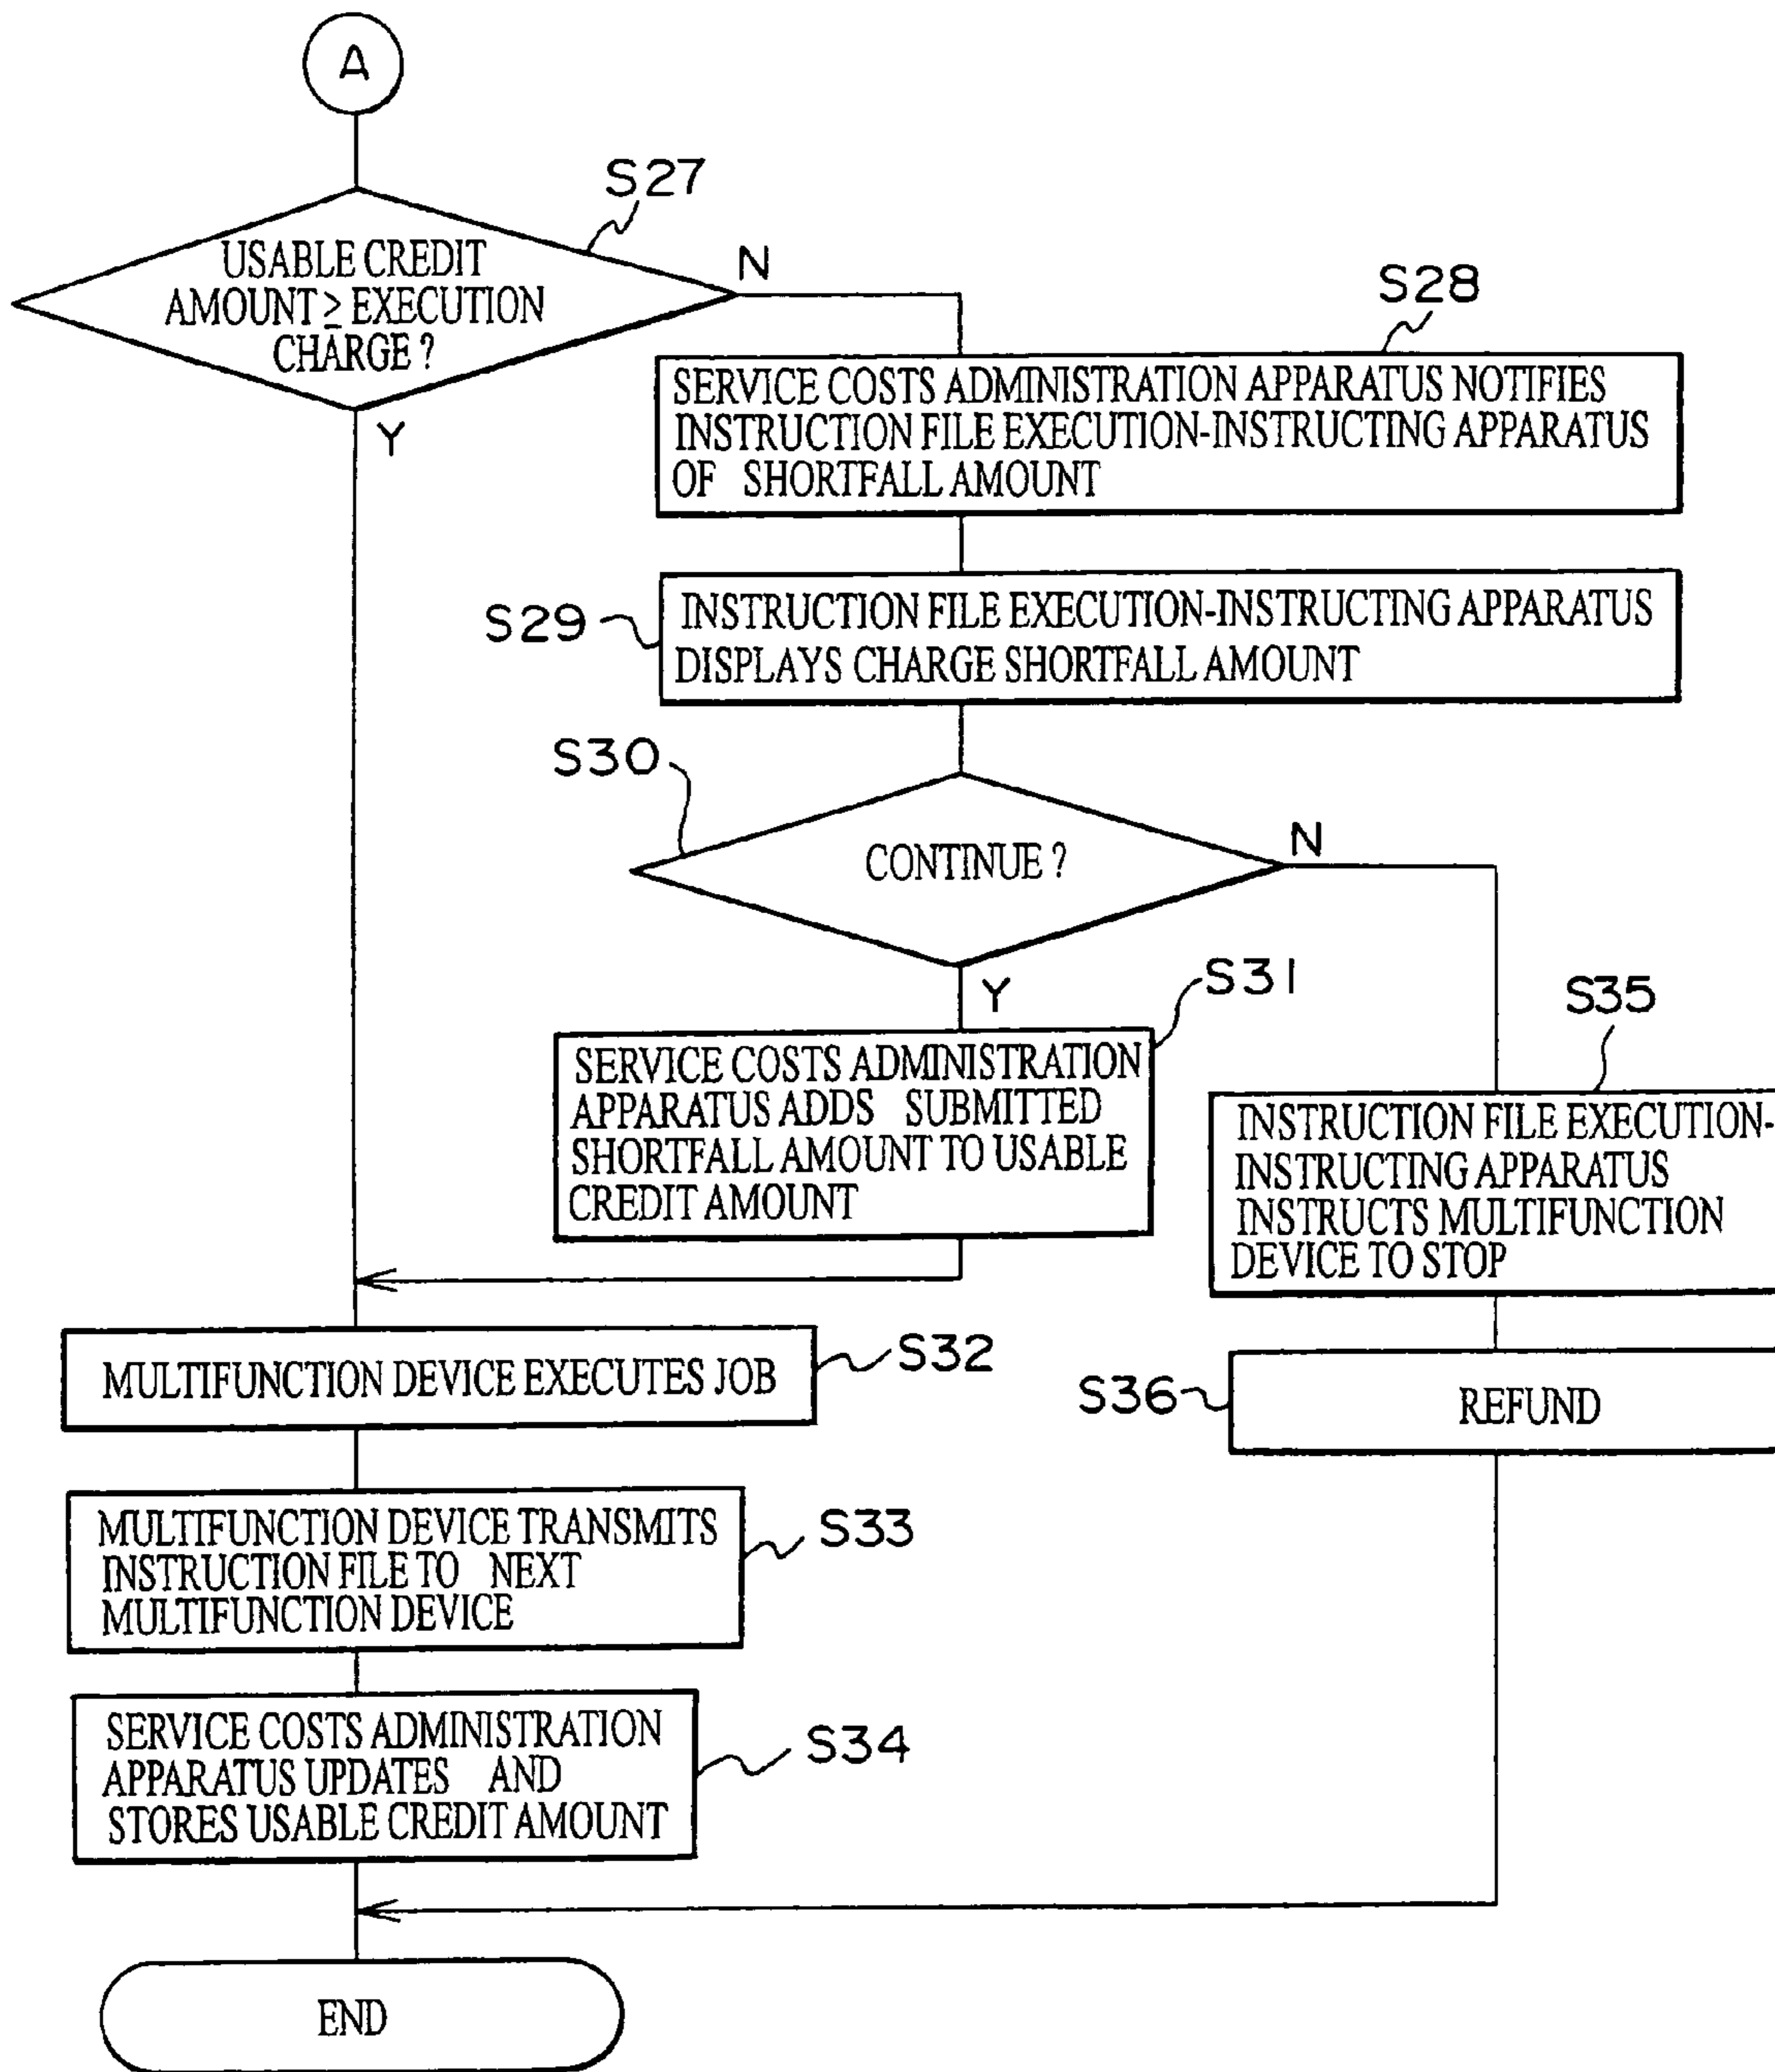 A
S27
USABLE CREDIT
AMOUNT ≥ EXECUTION
CHARGE ?
N
Y
S28
SERVICE COSTS ADMINISTRATION APPARATUS NOTIFIES
INSTRUCTION FILE EXECUTION-INSTRUCTING APPARATUS
OF SHORTFALL AMOUNT
S29
INSTRUCTION FILE EXECUTION-INSTRUCTING APPARATUS
DISPLAYS CHARGE SHORTFALL AMOUNT
S30
CONTINUE ?
N
Y
S31
SERVICE COSTS ADMINISTRATION
APPARATUS ADDS SUBMITTED
SHORTFALL AMOUNT TO USABLE
CREDIT AMOUNT
S35
INSTRUCTION FILE EXECUTION-
INSTRUCTING APPARATUS
INSTRUCTS MULTIFUNCTION
DEVICE TO STOP
S32
MULTIFUNCTION DEVICE EXECUTES JOB
S36
REFUND
S33
MULTIFUNCTION DEVICE TRANSMITS
INSTRUCTION FILE TO NEXT
MULTIFUNCTION DEVICE
S34
SERVICE COSTS ADMINISTRATION
APPARATUS UPDATES AND
STORES USABLE CREDIT AMOUNT
END